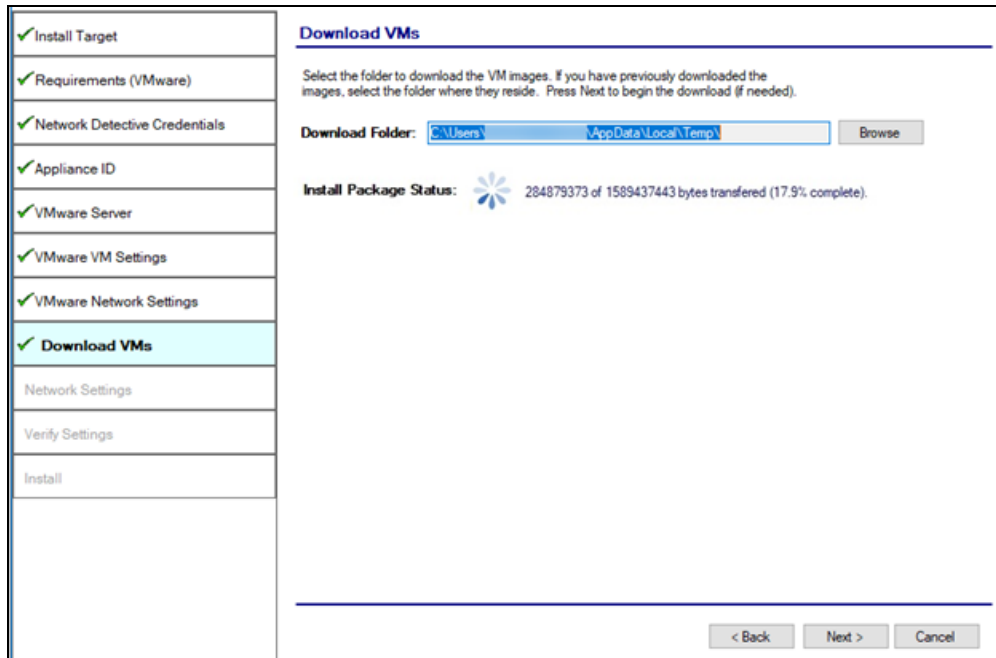 Install Target
Requirements (VMware)
Network Detective Credentials
Appliance ID
VMware Server
VMware VM Settings
VMware Network Settings
Download VMs
Network Settings
Verify Settings
Install
Download VMs
Select the folder to download the VM images. If you have previously downloaded the
images, select the folder where they reside. Press Next to begin the download (if needed).
Download Folder: C:\Users\ \AppData\Local\Temp\ Browse
Install Package Status: 284879373 of 1589437443 bytes transfered (17.9% complete).
< Back Next > Cancel